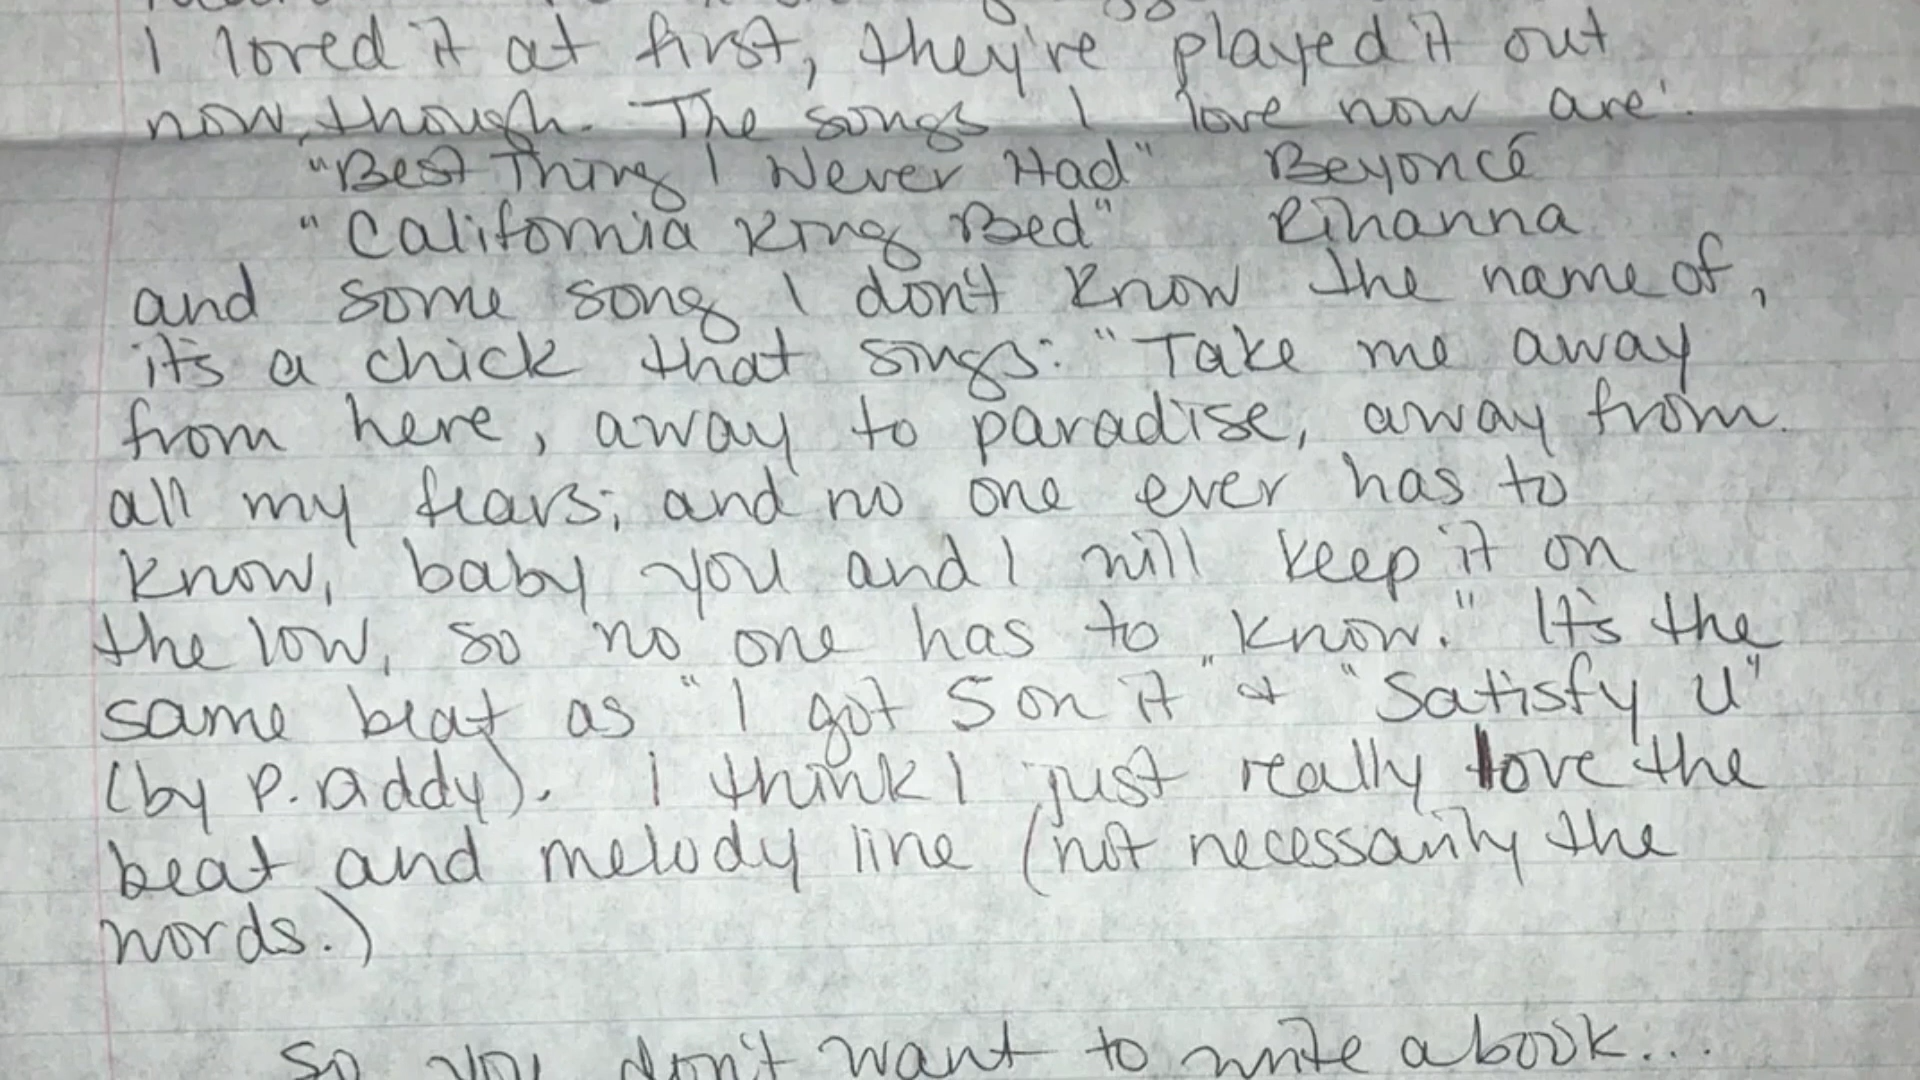 I loved it at first, they're played it out
now, though. The songs I love now are:
"Best Thing I Never Had" Beyoncé
"California King Bed" Rihanna
and some song I don't know the name of,
it's a chick that sings: "Take me away
from here, away to paradise, away from
all my fears; and no one ever has to
know, baby you and I will keep it on
the low, so no one has to know." It's the
same beat as "I got 5 on it" & "Satisfy U"
(by P. Diddy). I think I just really love the
beat and melody line (not necessarily the
words.)
So you don't want to write a book...